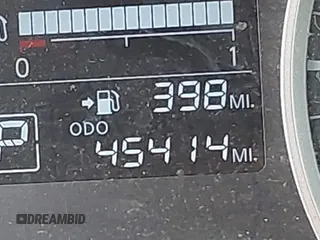 0 1
398 MI.
ODO
45414 MI.
P
DREAMBID